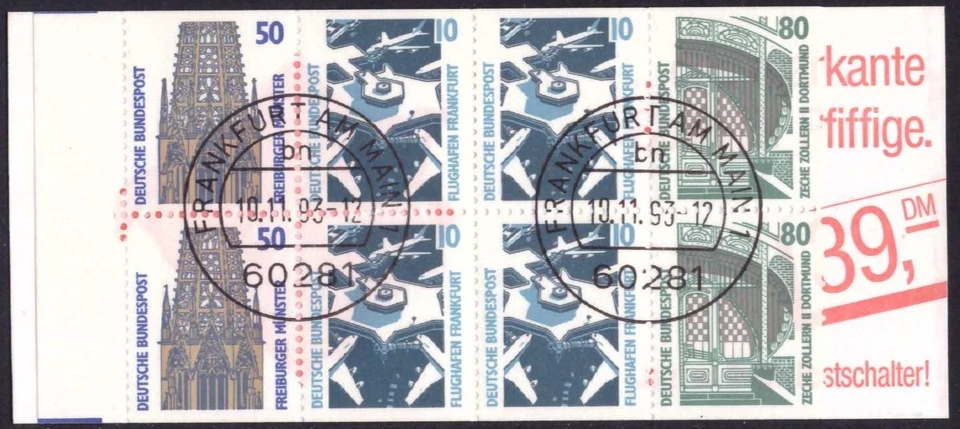 50
DEUTSCHE BUNDESPOST
FREIBURGER MÜNSTER
10
DEUTSCHE BUNDESPOST
FLUGHAFEN FRANKFURT
10
DEUTSCHE BUNDESPOST
FLUGHAFEN FRANKFURT
80
DEUTSCHE BUNDESPOST
ZECHE ZOLLERN II DORTMUND
kante
fiffige.
FRANKFURT AM MAIN 1
bn
19.11.93-12
60281
FRANKFURT AM MAIN 1
bn
19.11.93-12
60281
50
DEUTSCHE BUNDESPOST
FREIBURGER MÜNSTER
10
DEUTSCHE BUNDESPOST
FLUGHAFEN FRANKFURT
10
DEUTSCHE BUNDESPOST
FLUGHAFEN FRANKFURT
80
DEUTSCHE BUNDESPOST
ZECHE ZOLLERN II DORTMUND
39,
DM
stschalter!